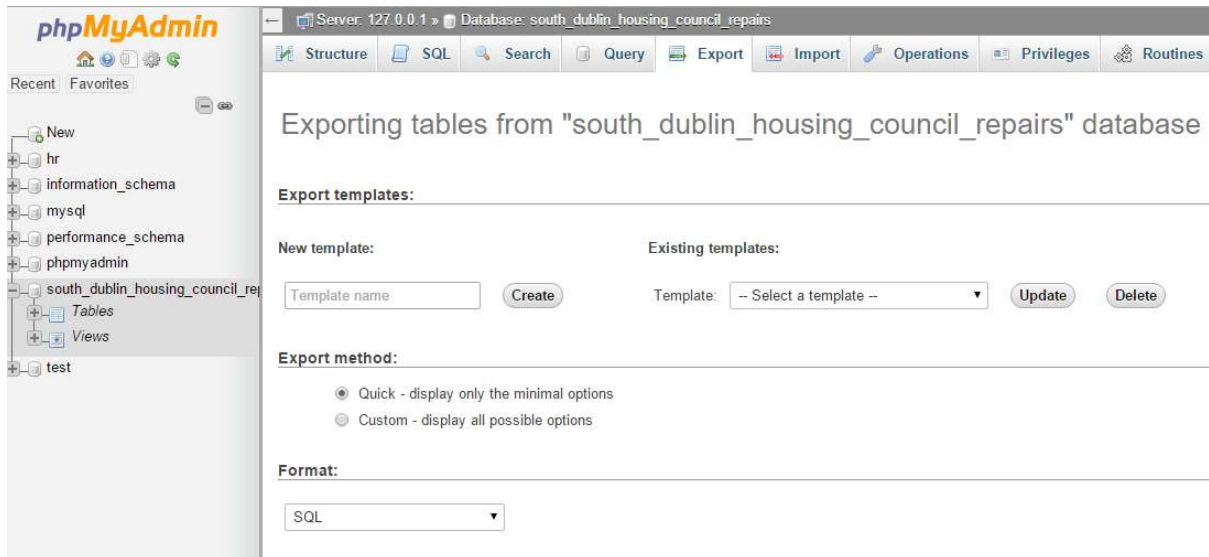 phpMyAdmin
Recent Favorites
New
hr
information_schema
mysql
performance_schema
phpmyadmin
south_dublin_housing_council_rep
Tables
Views
test
Server: 127.0.0.1 » Database: south_dublin_housing_council_repairs
Structure SQL Search Query Export Import Operations Privileges Routines
Exporting tables from "south_dublin_housing_council_repairs" database
Export templates:
New template: Existing templates:
Template name Create Template: -- Select a template -- Update Delete
Export method:
Quick - display only the minimal options
Custom - display all possible options
Format:
SQL